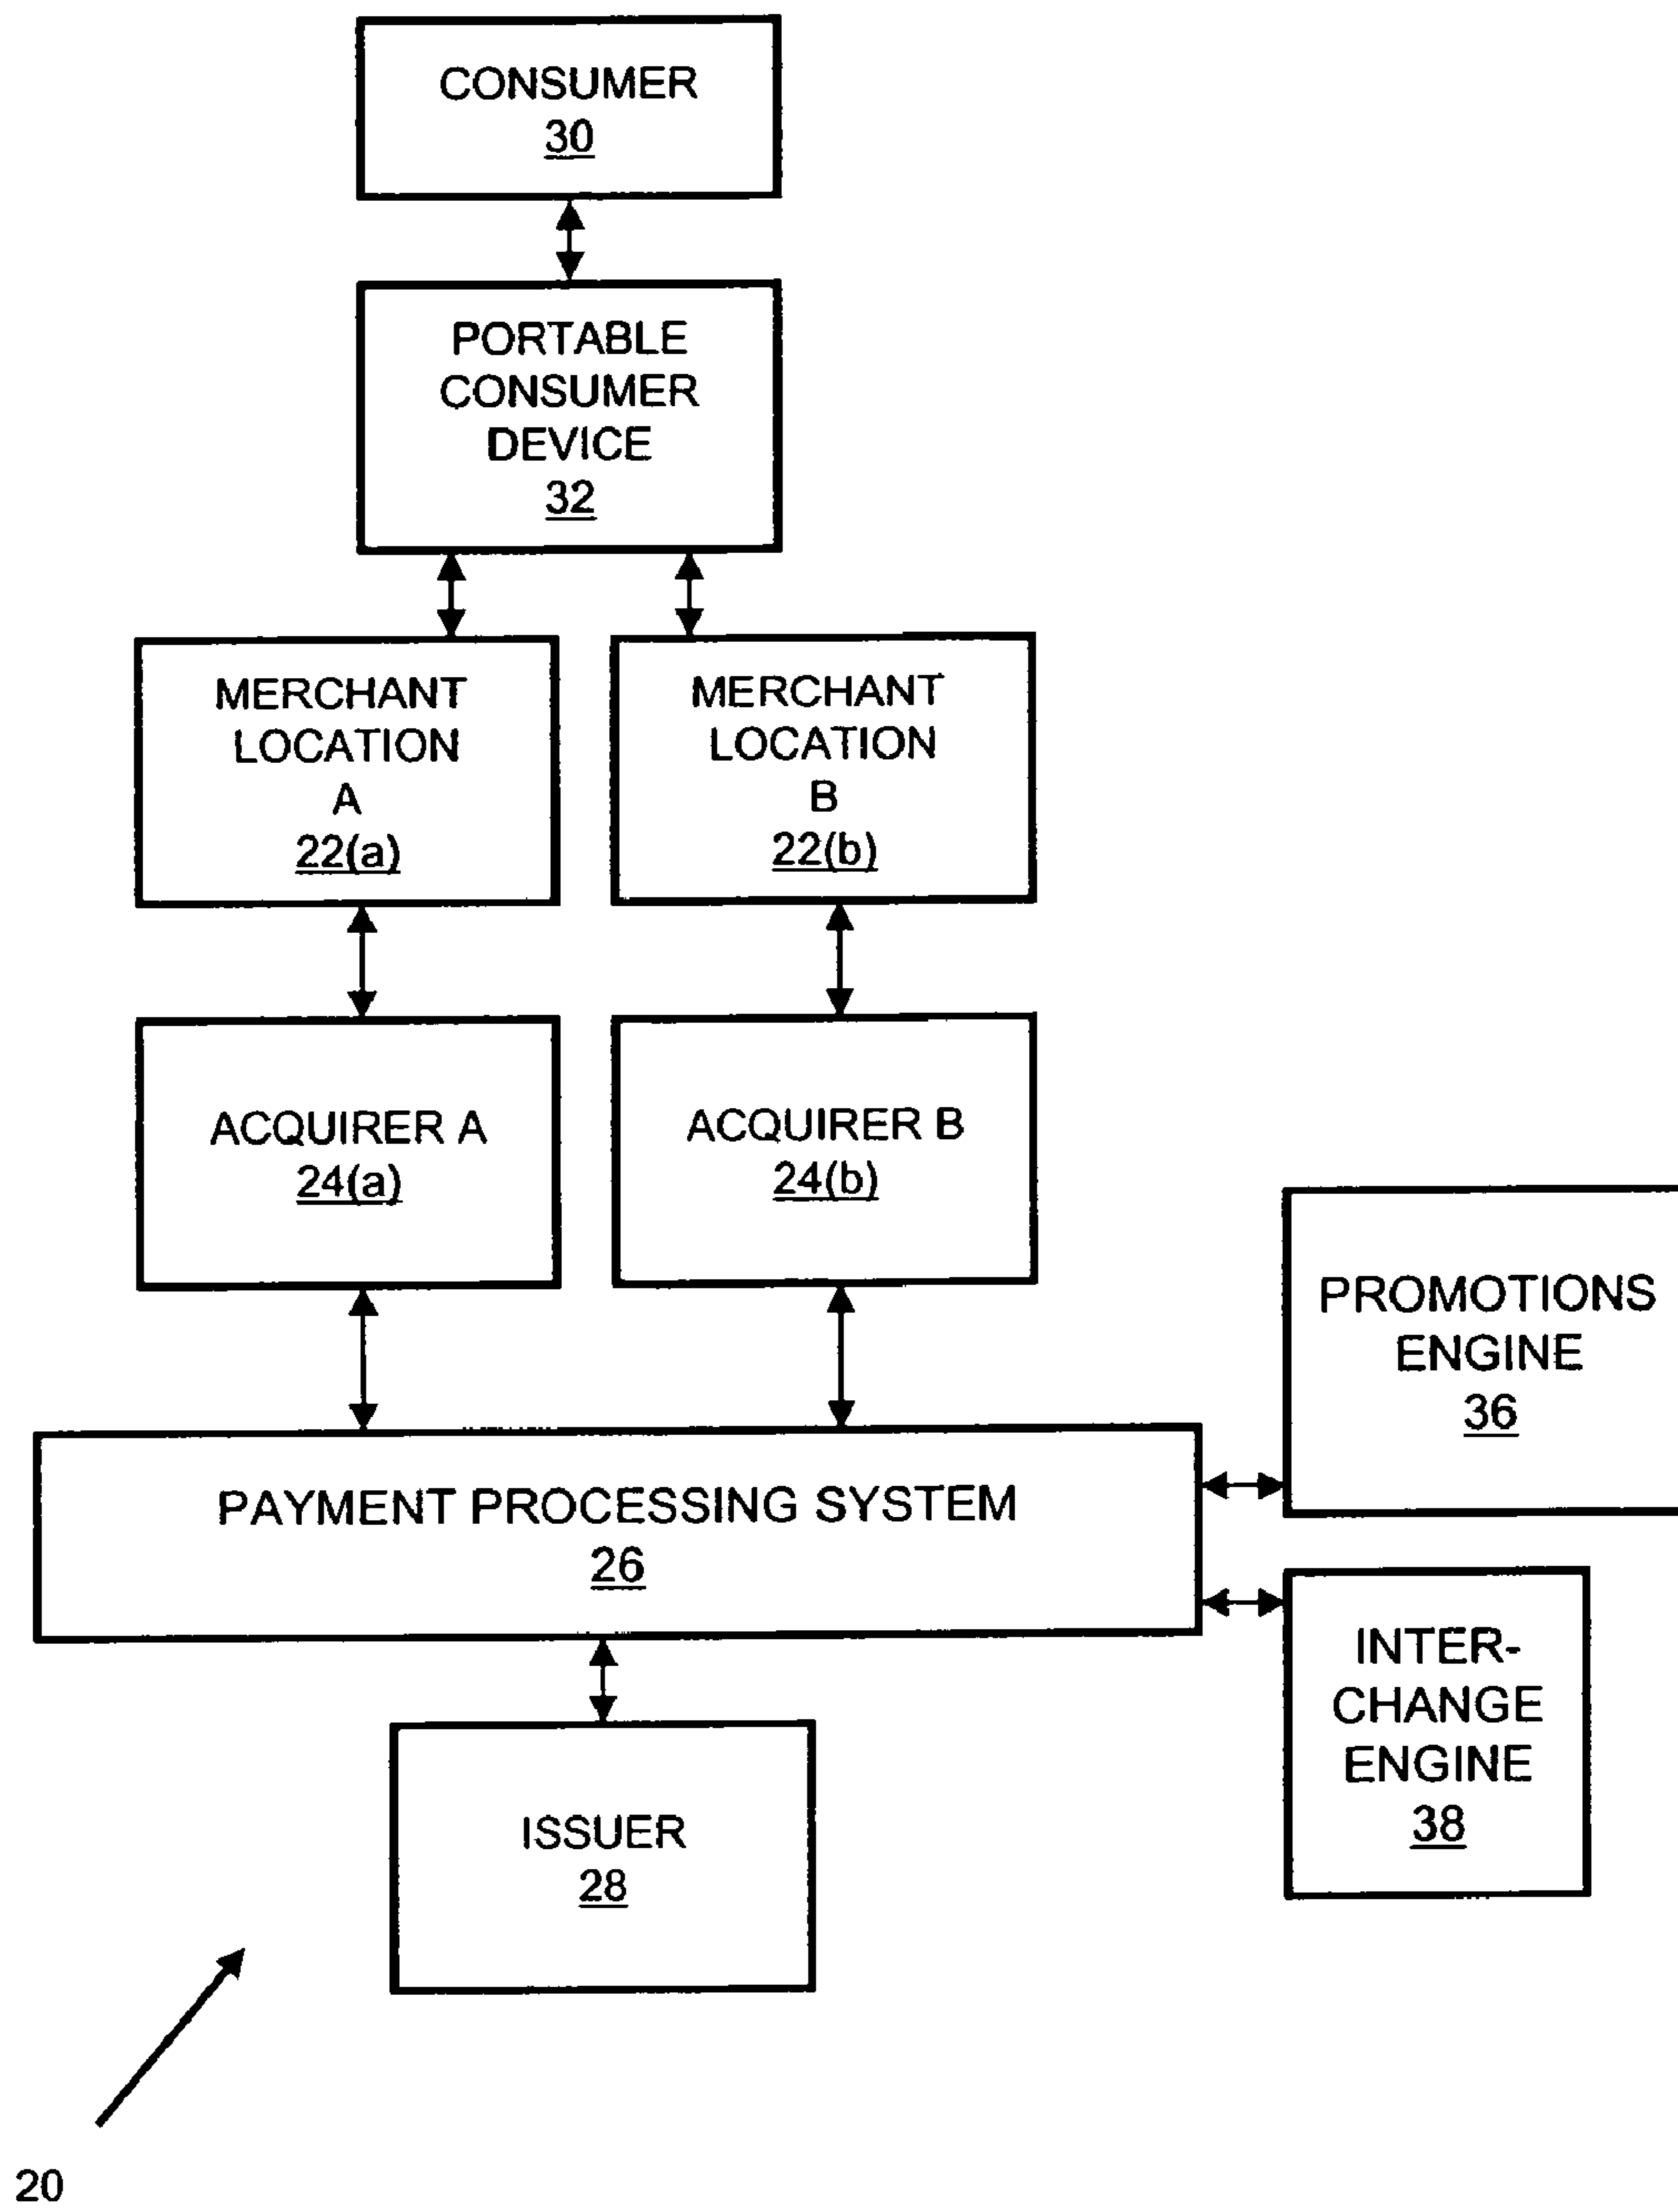 CONSUMER
30
PORTABLE
CONSUMER
DEVICE
32
MERCHANT
LOCATION
A
22(a)
MERCHANT
LOCATION
B
22(b)
ACQUIRER A
24(a)
ACQUIRER B
24(b)
PROMOTIONS
ENGINE
36
PAYMENT PROCESSING SYSTEM
26
INTER-
CHANGE
ENGINE
38
ISSUER
28
20